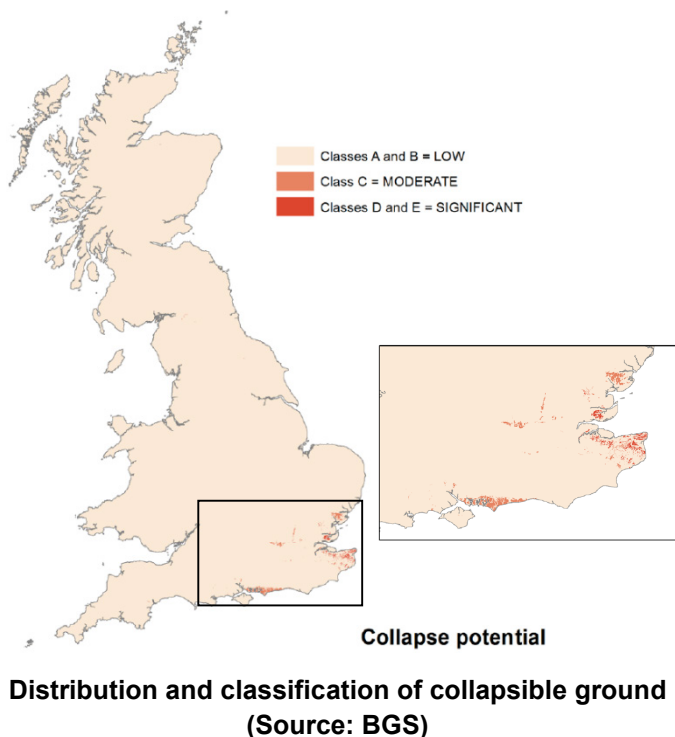 Classes A and B = LOW
Class C = MODERATE
Classes D and E = SIGNIFICANT
Collapse potential
Distribution and classification of collapsible ground
(Source: BGS)